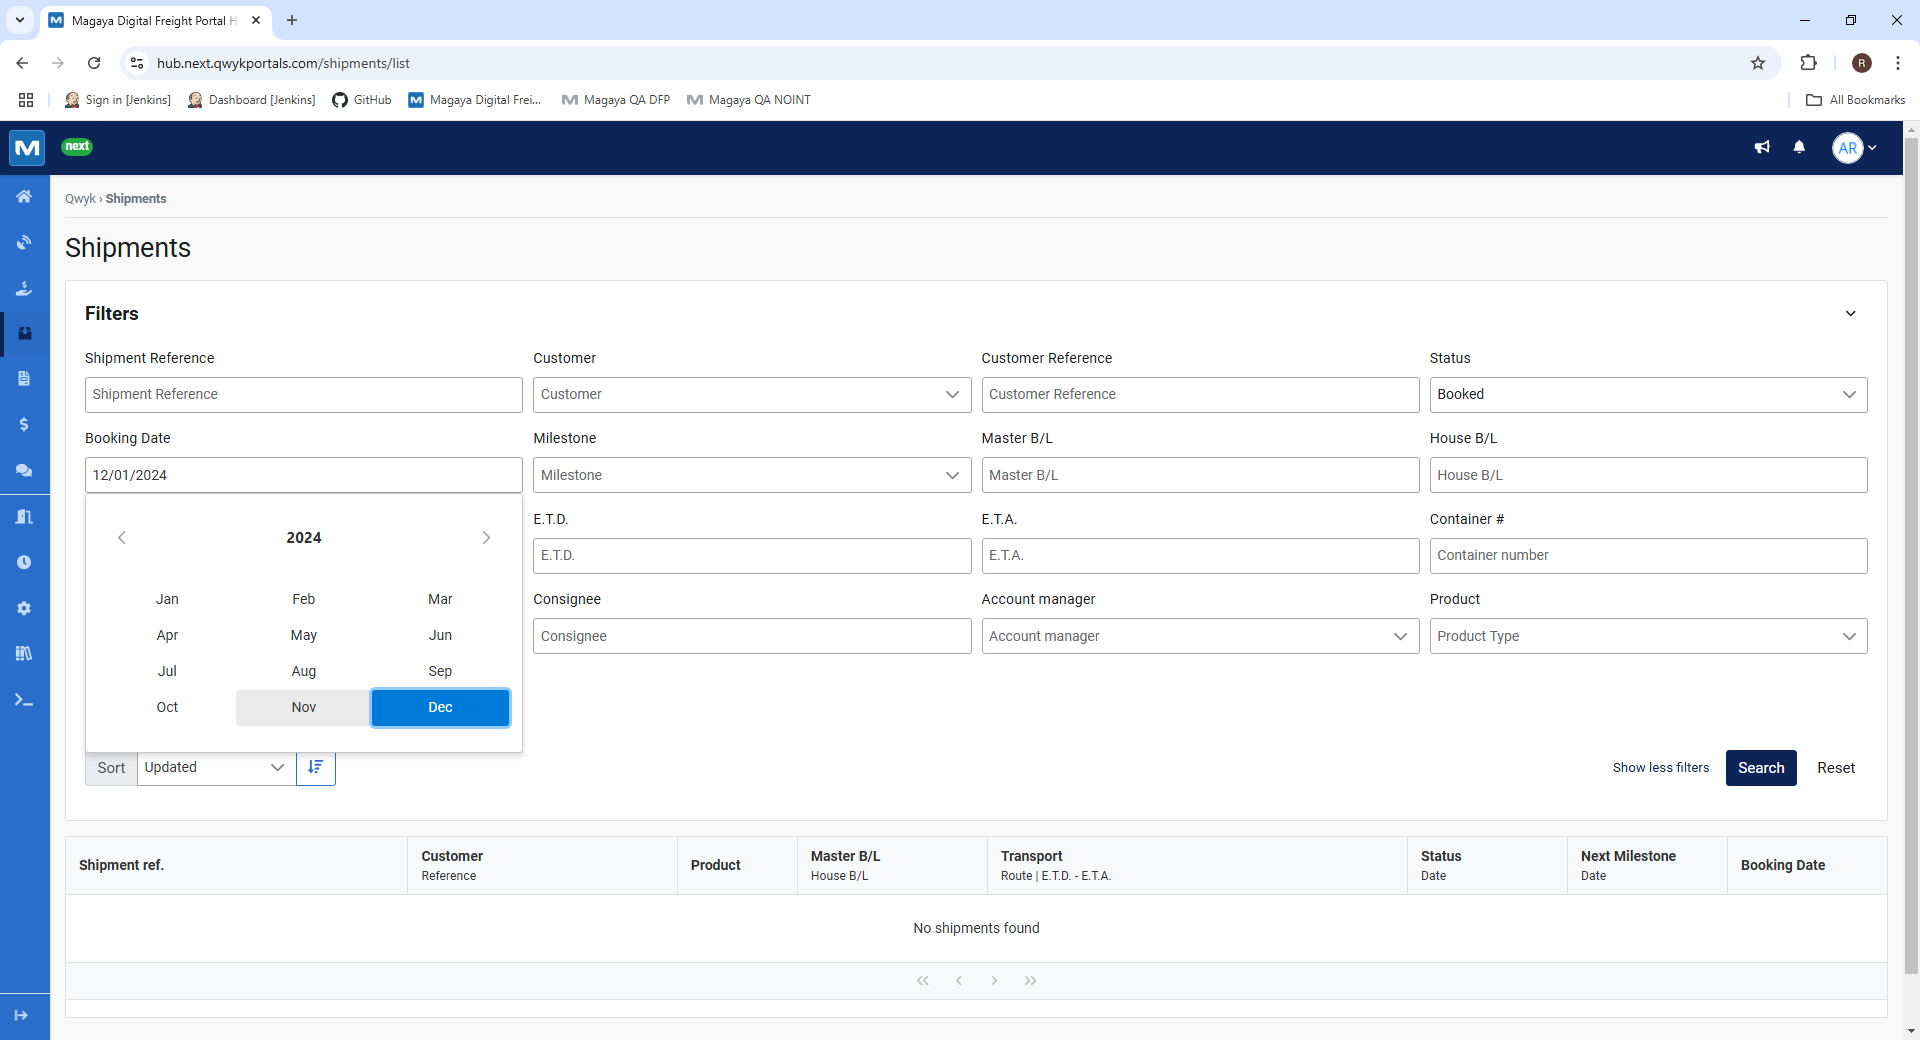 Magaya Digital Freight Portal H
hub.next.qwykportals.com/shipments/list
R
Sign in [Jenkins]
Dashboard [Jenkins]
GitHub
Magaya Digital Frei...
Magaya QA DFP
Magaya QA NOINT
All Bookmarks
next
AR
Qwyk › Shipments
Shipments
Filters
Shipment Reference
Customer
Customer Reference
Status
Shipment Reference
Customer
Customer Reference
Booked
Booking Date
Milestone
Master B/L
House B/L
12/01/2024
Milestone
Master B/L
House B/L
2024
E.T.D.
E.T.A.
Container #
E.T.D.
E.T.A.
Container number
Jan
Feb
Mar
Consignee
Account manager
Product
Apr
May
Jun
Consignee
Account manager
Product Type
Jul
Aug
Sep
Oct
Nov
Dec
Sort
Updated
Show less filters
Search
Reset
Shipment ref.
Customer
Reference
Product
Master B/L
House B/L
Transport
Route | E.T.D. - E.T.A.
Status
Date
Next Milestone
Date
Booking Date
No shipments found